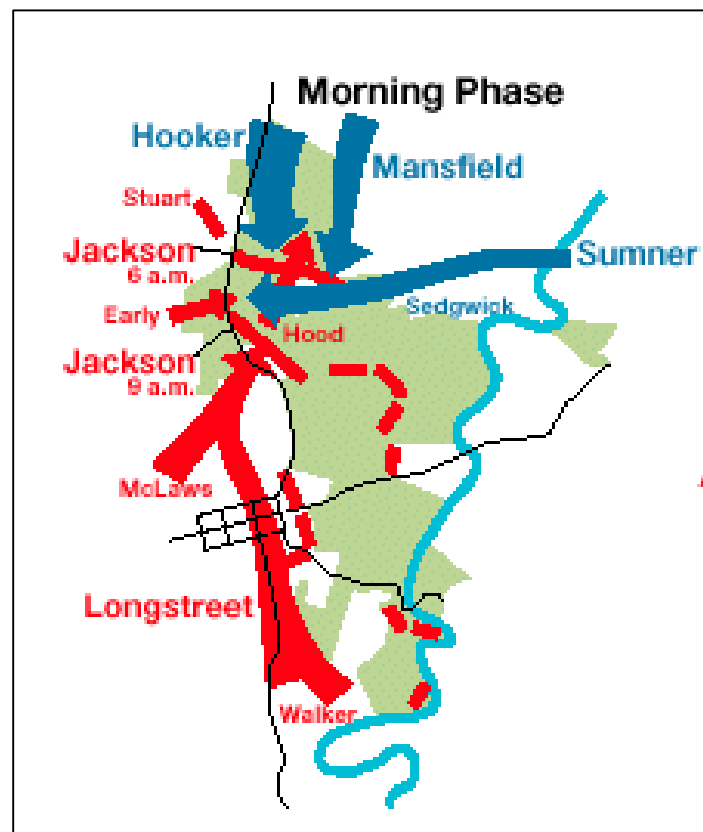 Morning Phase
Hooker
Mansfield
Stuart
Jackson
6 a.m.
Sumner
Sedgwick
Early
Hood
Jackson
9 a.m.
McLaws
Longstreet
Walker